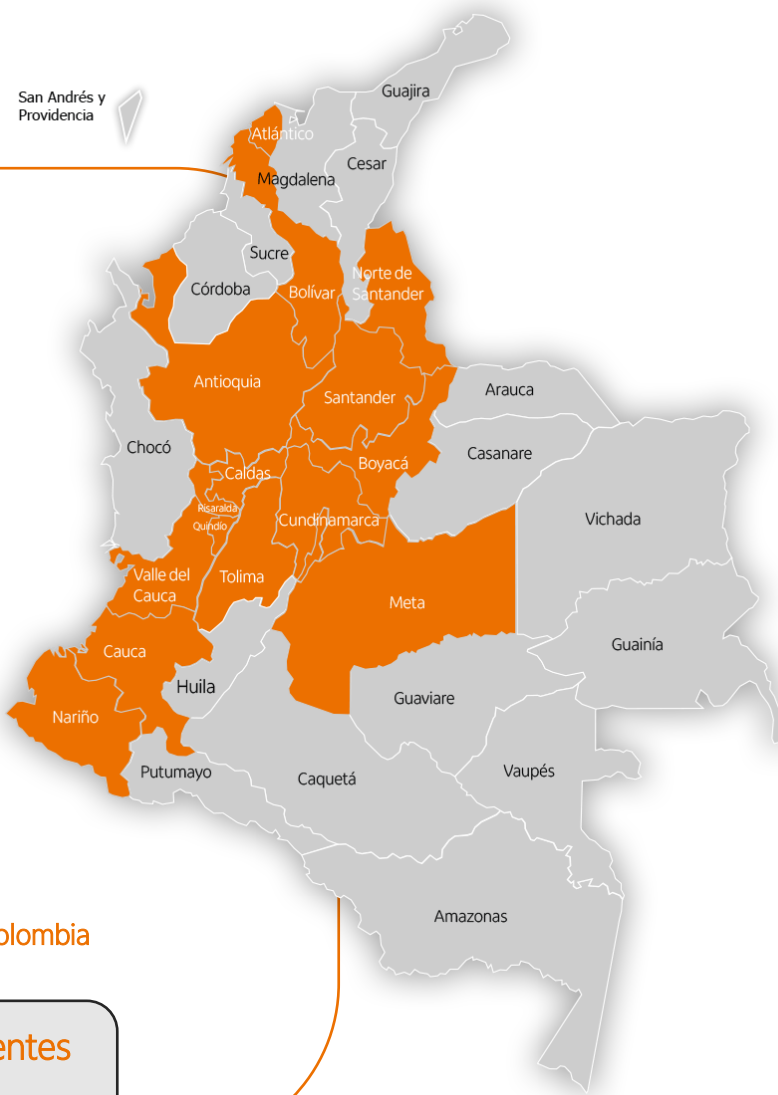 Guajira
San Andrés y
Providencia
Atlántico
Cesar
Magdalena
Sucre
Norte de
Santander
Córdoba
Bolívar
Antioquia
Arauca
Santander
Chocó
Casanare
Boyacá
Caldas
Risaralda
Quindío
Cundinamarca
Vichada
Valle del
Cauca
Tolima
Meta
Guainía
Cauca
Huila
Guaviare
Nariño
Putumayo
Caquetá
Vaupés
Amazonas
olombia
entes